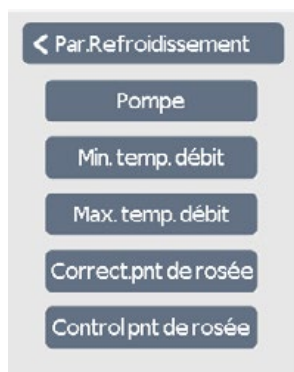 < Par.Refroidissement
Pompe
Min. temp. débit
Max. temp. débit
Correct.pnt de rosée
Control pnt de rosée